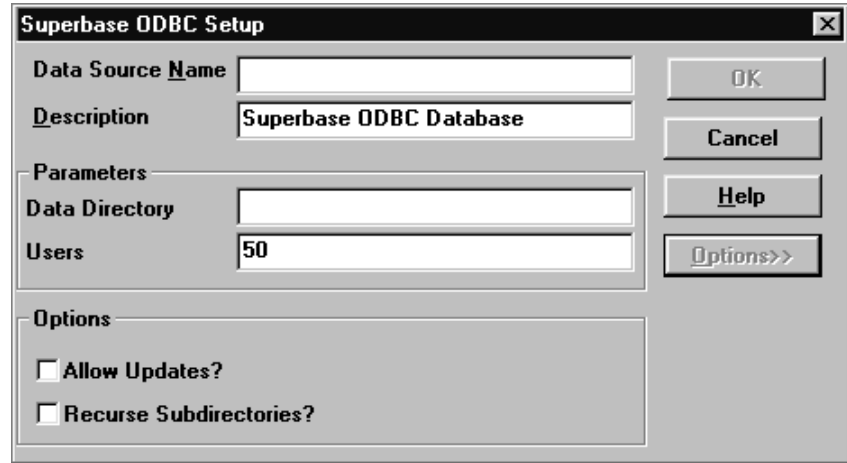 Superbase ODBC Setup
Data Source Name
OK
Description
Superbase ODBC Database
Cancel
Parameters
Data Directory
Help
Users
50
Options>>
Options
Allow Updates?
Recurse Subdirectories?